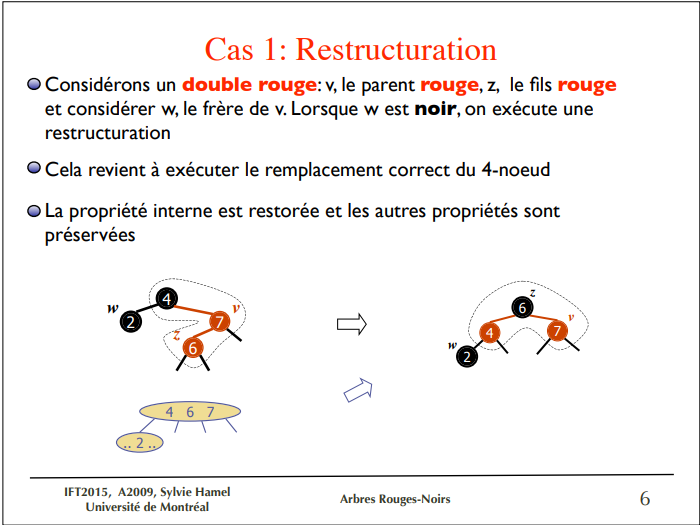 Cas 1: Restructuration
Considérons un double rouge: v, le parent rouge, z, le fils rouge
et considérer w, le frère de v. Lorsque w est noir, on exécute une
restructuration
Cela revient à exécuter le remplacement correct du 4-noeud
La propriété interne est restorée et les autres propriétés sont
préservées
w 2 4 v 7 z 6
z 6 4 v 7 w 2
4 6 7
.. 2 ..
IFT2015, A2009, Sylvie Hamel
Université de Montréal
Arbres Rouges-Noirs
6